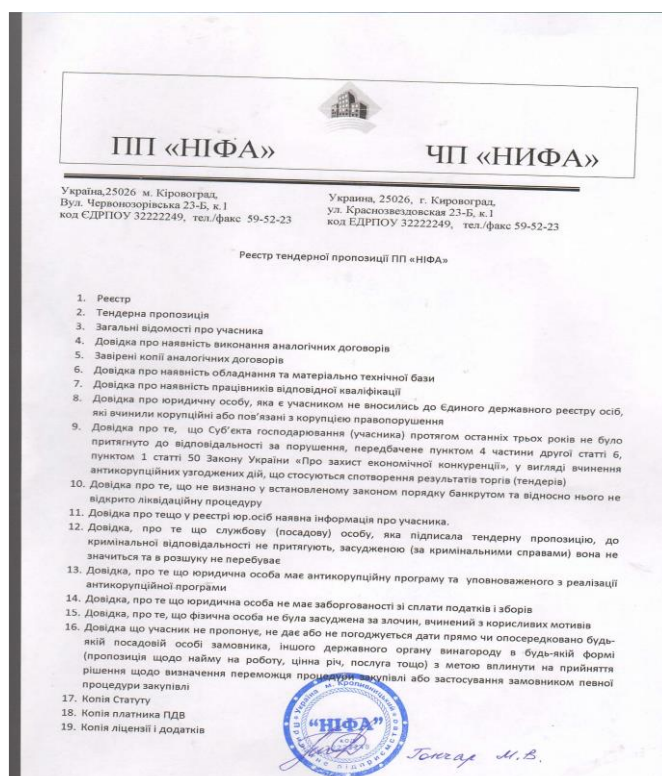 ПП «НІФА»
ЧП «НИФА»
Україна,25026 м. Кіровоград,
Вул. Червонозорівська 23-Б, к.1
код ЄДРПОУ 32222249, тел./факс 59-52-23
Украина, 25026, г. Кировоград,
ул. Краснозвездовская 23-Б, к.1
код ЕДРПОУ 32222249, тел./факс 59-52-23
Реєстр тендерної пропозиції ПП «НІФА»
1. Реєстр
2. Тендерна пропозиція
3. Загальні відомості про учасника
4. Довідка про наявність виконання аналогічних договорів
5. Завірені копії аналогічних договорів
6. Довідка про наявність обладнання та матеріально технічної бази
7. Довідка про наявність працівників відповідної кваліфікації
8. Довідка про юридичну особу, яка є учасником не вносились до Єдиного державного реєстру осіб,
які вчинили корупційні або пов’язані з корупцією правопорушення
9. Довідка про те, що Суб’єкта господарювання (учасника) протягом останніх трьох років не було
притягнуто до відповідальності за порушення, передбачене пунктом 4 частини другої статті 6,
пунктом 1 статті 50 Закону України «Про захист економічної конкуренції», у вигляді вчинення
антикорупційних узгоджених дій, що стосуються спотворення результатів торгів (тендерів)
10. Довідка про те, що не визнано у встановленому законом порядку банкрутом та відносно нього не
відкрито ліквідаційну процедуру
11. Довідка про тещо у реєстрі юр.осіб наявна інформація про учасника.
12. Довідка, про те що службову (посадову) особу, яка підписала тендерну пропозицію, до
кримінальної відповідальності не притягують, засудженою (за кримінальними справами) вона не
значиться та в розшуку не перебуває
13. Довідка, про те що юридична особа має антикорупційну програму та уповноваженого з реалізації
антикорупційної програми
14. Довідка, про те що юридична особа не має заборгованості зі сплати податків і зборів
15. Довідка, про те, що фізична особа не була засуджена за злочин, вчинений з корисливих мотивів
16. Довідка що учасник не пропонує, не дає або не погоджується дати прямо чи опосередковано будь-
якій посадовій особі замовника, іншого державного органу винагороду в будь-якій формі
(пропозиція щодо найму на роботу, цінна річ, послуга тощо) з метою вплинути на прийняття
рішення щодо визначення переможця процедури закупівлі або застосування замовником певної
процедури закупівлі
17. Копія Статуту
18. Копія платника ПДВ
19. Копія ліцензії і додатків
Україна м. Кропивницький
"НІФА"
Гончар М.В.